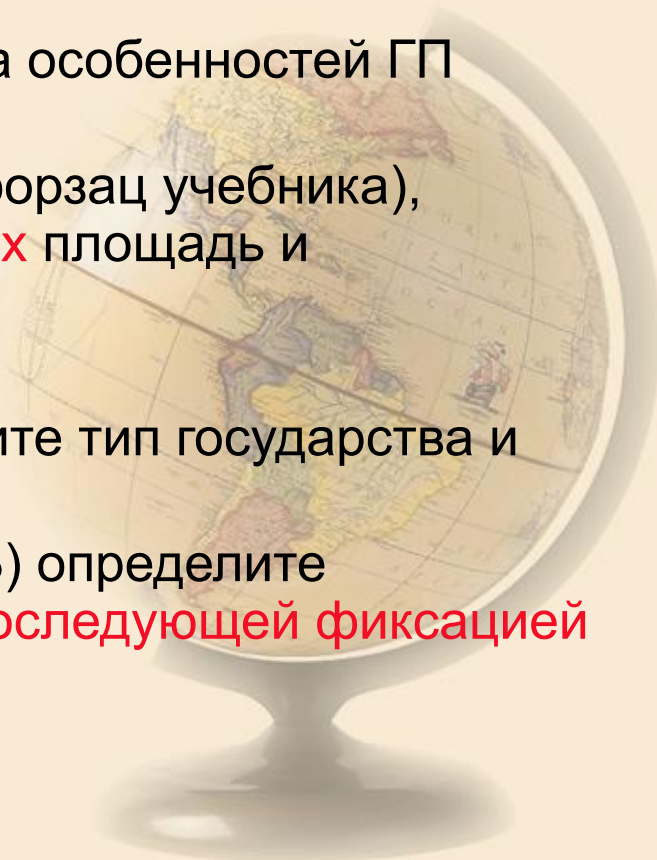 а особенностей ГП
орзац учебника),
х площадь и
ите тип государства и
) определите
оследующей фиксацией